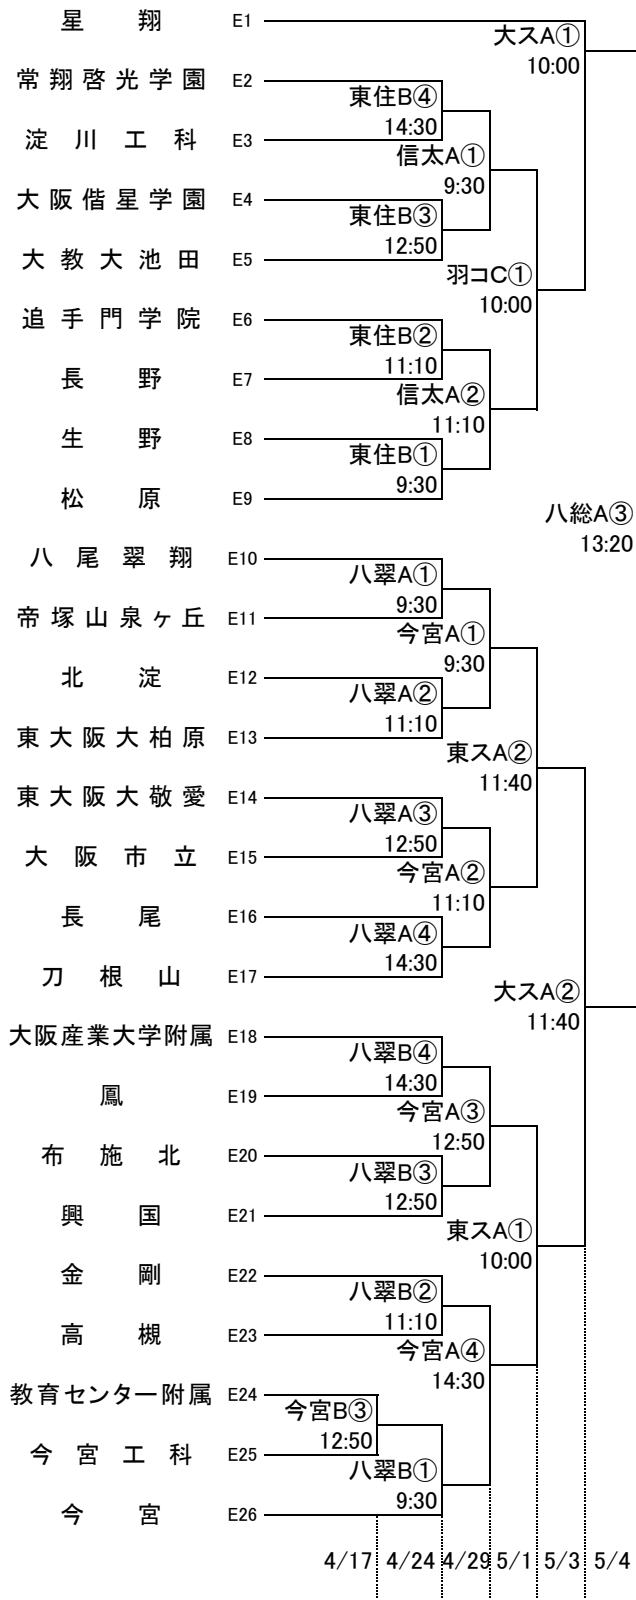 星翔 E1
大スA①
10:00
常翔啓光学園 E2
東住B④
14:30
淀川工科 E3
信太A①
9:30
大阪偕星学園 E4
東住B③
12:50
大教大池田 E5
羽コC①
10:00
追手門学院 E6
東住B②
11:10
長野 E7
信太A②
11:10
生野 E8
東住B①
9:30
松原 E9
八総A③
13:20
八尾翠翔 E10
八翠A①
9:30
帝塚山泉ヶ丘 E11
今宮A①
9:30
北淀 E12
八翠A②
11:10
東大阪大柏原 E13
東スA②
11:40
東大阪大敬愛 E14
八翠A③
12:50
大阪市立 E15
今宮A②
11:10
長尾 E16
八翠A④
14:30
刀根山 E17
大スA②
11:40
大阪産業大学附属 E18
八翠B④
14:30
鳳 E19
今宮A③
12:50
布施北 E20
八翠B③
12:50
興国 E21
東スA①
10:00
金剛 E22
八翠B②
11:10
高槻 E23
今宮A④
14:30
教育センター附属 E24
今宮B③
12:50
今宮工科 E25
八翠B①
9:30
今宮 E26
4/17 4/24 4/29 5/1 5/3 5/4